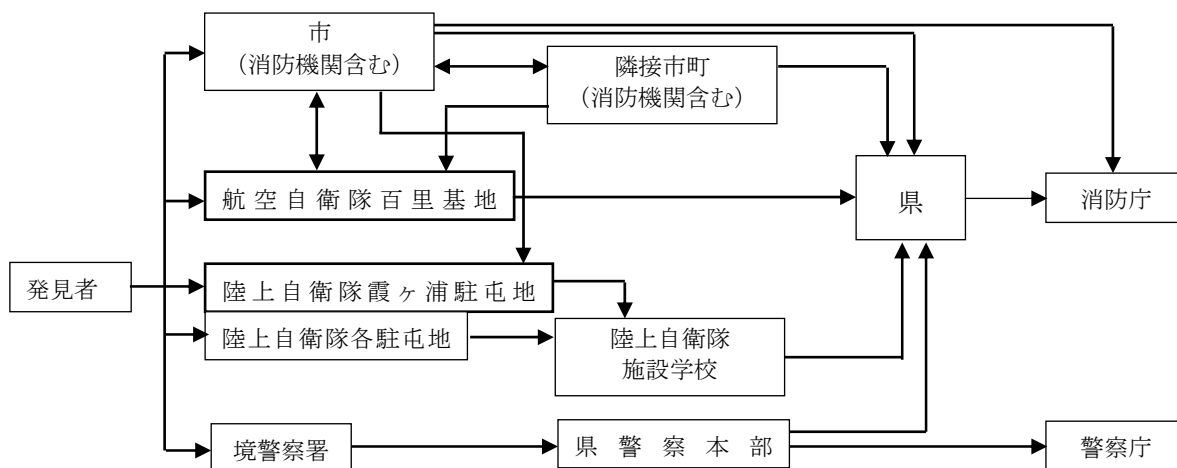 市
（消防機関含む）
隣接市町
（消防機関含む）
航空自衛隊百里基地
県
消防庁
発見者
陸上自衛隊霞ヶ浦駐屯地
陸上自衛隊各駐屯地
陸上自衛隊
施設学校
境警察署
県警察本部
警察庁